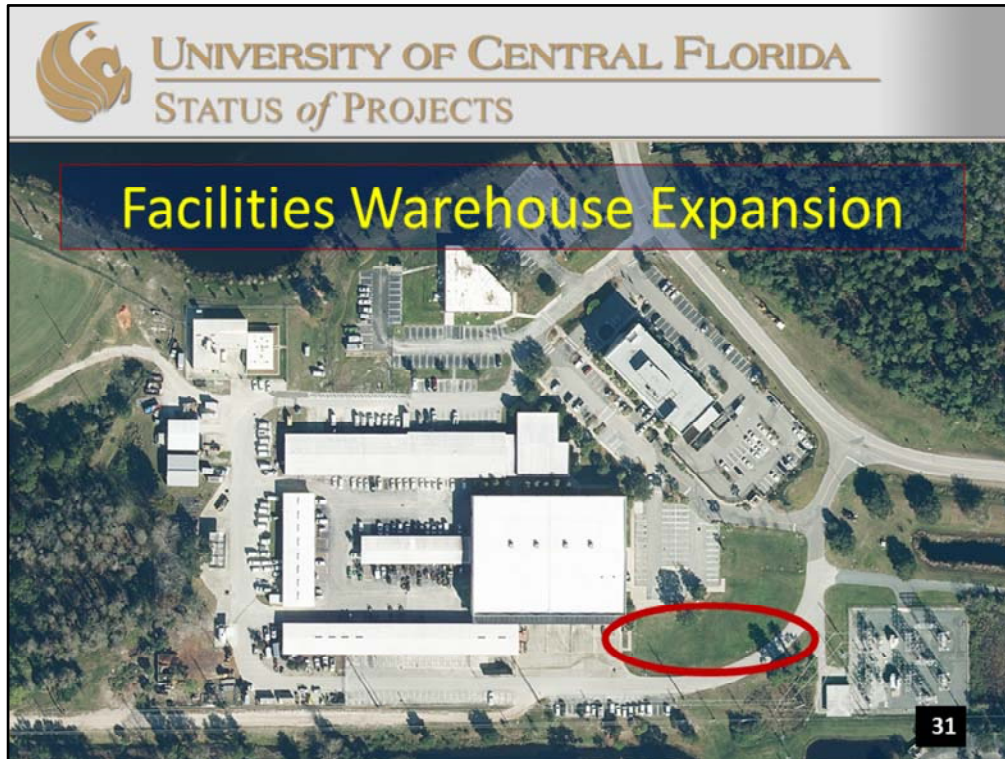 UNIVERSITY OF CENTRAL FLORIDA
STATUS of PROJECTS
Facilities Warehouse Expansion
31